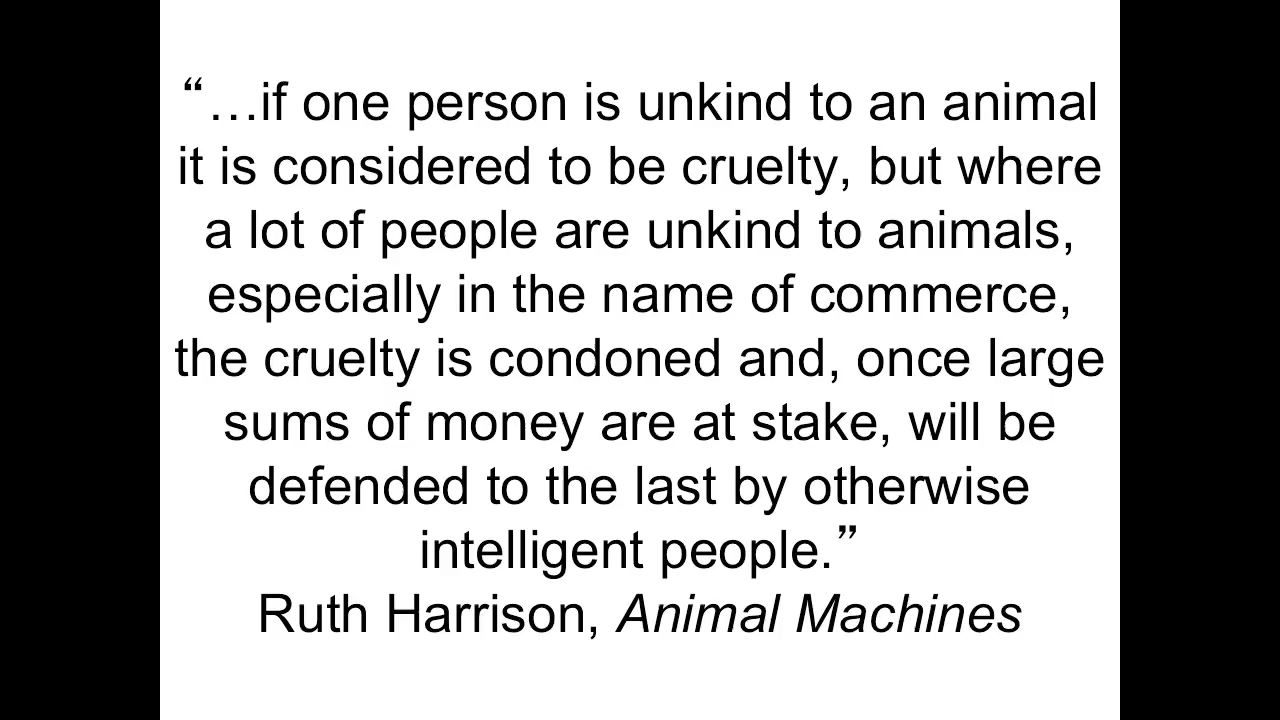 “…if one person is unkind to an animal
it is considered to be cruelty, but where
a lot of people are unkind to animals,
especially in the name of commerce,
the cruelty is condoned and, once large
sums of money are at stake, will be
defended to the last by otherwise
intelligent people.”
Ruth Harrison, Animal Machines